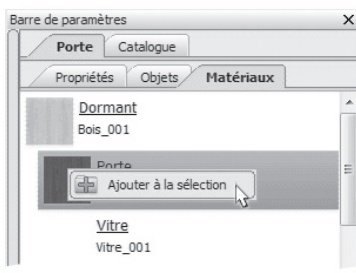 Barre de paramètres
Porte Catalogue
Propriétés Objets Matériaux
Dormant
Bois_001
Porte
Ajouter à la sélection
Vitre
Vitre_001